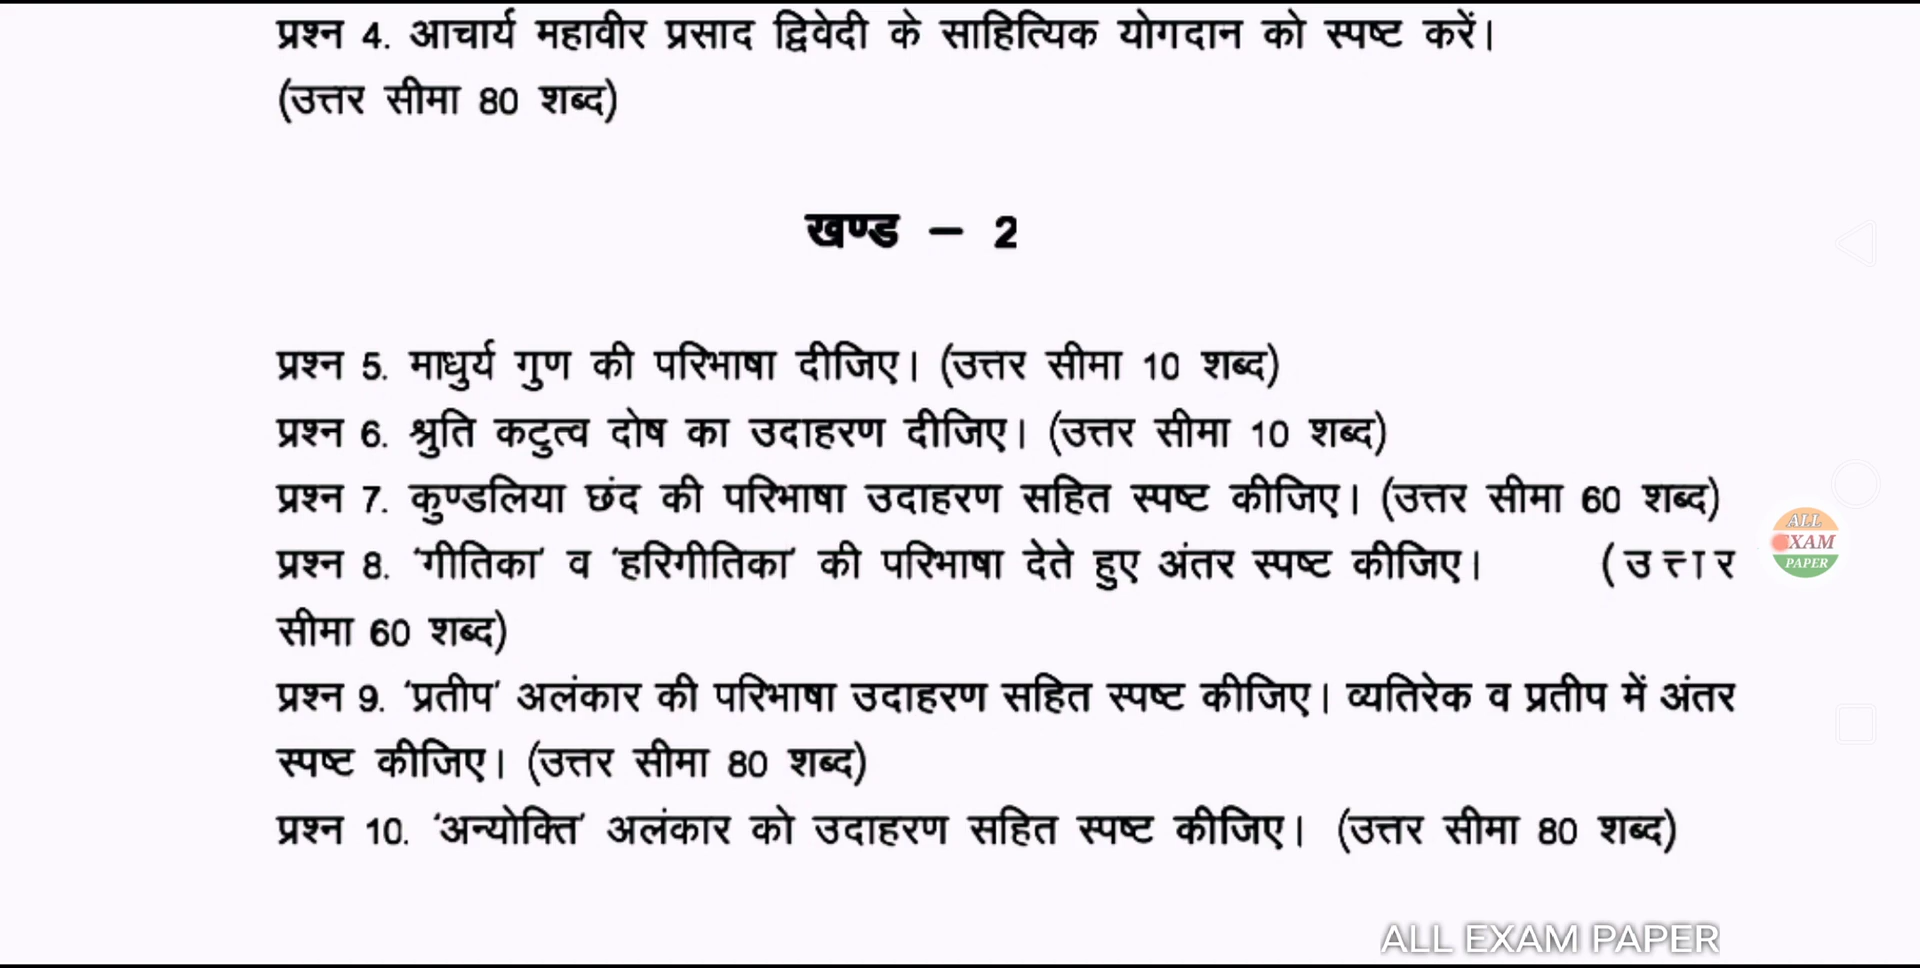 प्रश्न 4. आचार्य महावीर प्रसाद द्विवेदी के साहित्यिक योगदान को स्पष्ट करें।
(उत्तर सीमा 80 शब्द)
खण्ड – 2
प्रश्न 5. माधुर्य गुण की परिभाषा दीजिए। (उत्तर सीमा 10 शब्द)
प्रश्न 6. श्रुति कटुत्व दोष का उदाहरण दीजिए। (उत्तर सीमा 10 शब्द)
प्रश्न 7. कुण्डलिया छंद की परिभाषा उदाहरण सहित स्पष्ट कीजिए। (उत्तर सीमा 60 शब्द)
प्रश्न 8. ‘गीतिका’ व ‘हरिगीतिका’ की परिभाषा देते हुए अंतर स्पष्ट कीजिए। (उत्तर
सीमा 60 शब्द)
प्रश्न 9. ‘प्रतीप’ अलंकार की परिभाषा उदाहरण सहित स्पष्ट कीजिए। व्यतिरेक व प्रतीप में अंतर
स्पष्ट कीजिए। (उत्तर सीमा 80 शब्द)
प्रश्न 10. ‘अन्योक्ति’ अलंकार को उदाहरण सहित स्पष्ट कीजिए। (उत्तर सीमा 80 शब्द)
ALL
EXAM
PAPER
ALL EXAM PAPER